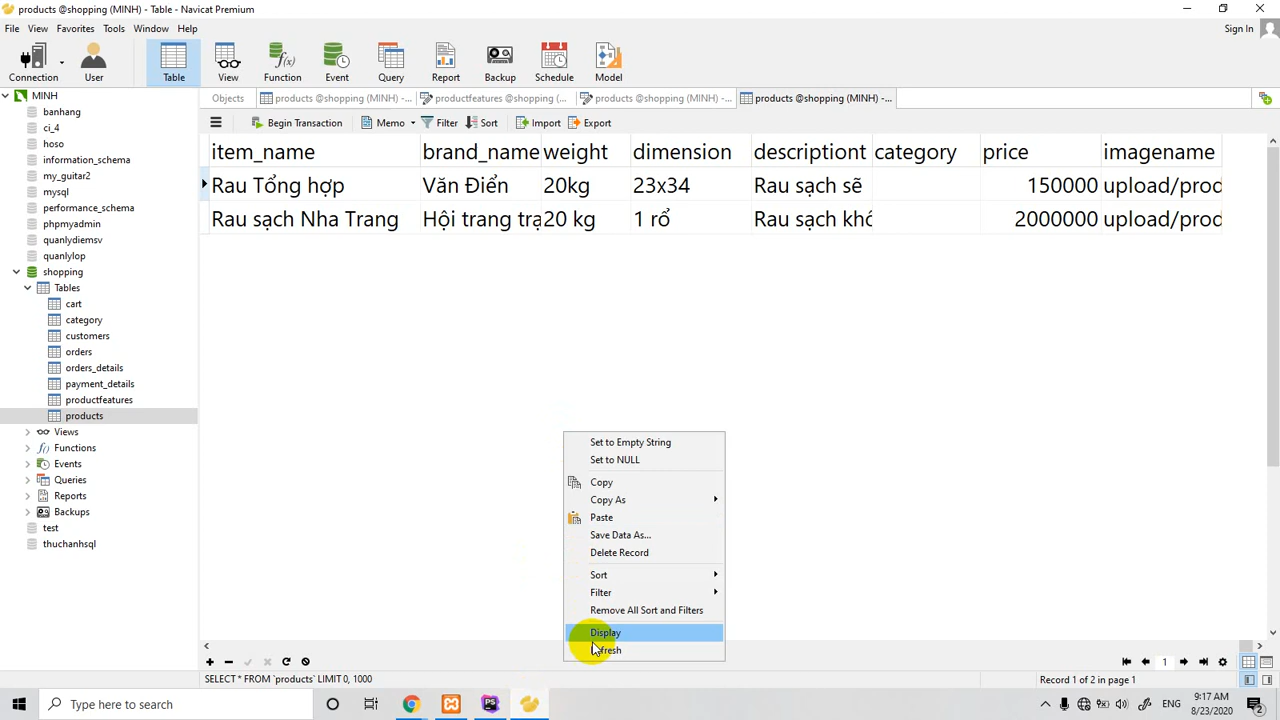 products @shopping (MINH) - Table - Navicat Premium
File View Favorites Tools Window Help
Sign In
Connection User Table View Function Event Query Report Backup Schedule Model
Objects products @shopping (MINH) -... productfeatures @shopping (... products @shopping (MINH) -... products @shopping (MINH) -...
Begin Transaction Memo Filter Sort Import Export
MINH
banhang
ci_4
hoso
information_schema
my_guitar2
mysql
performance_schema
phpmyadmin
quanlydiemsv
quanlylop
shopping
Tables
cart
category
customers
orders
orders_details
payment_details
productfeatures
products
Views
Functions
Events
Queries
Reports
Backups
test
thuchanhsql
item_name brand_name weight dimension descriptiont category price imagename
Rau Tổng hợp Văn Điển 20kg 23x34 Rau sạch sẽ 150000 upload/prod
Rau sạch Nha Trang Hội trang trạ 20 kg 1 rổ Rau sạch khô 2000000 upload/prod
Set to Empty String
Set to NULL
Copy
Copy As
Paste
Save Data As...
Delete Record
Sort
Filter
Remove All Sort and Filters
Display
Refresh
1
SELECT * FROM `products` LIMIT 0, 1000
Record 1 of 2 in page 1
Type here to search
PS
ENG
9:17 AM
8/23/2020
2